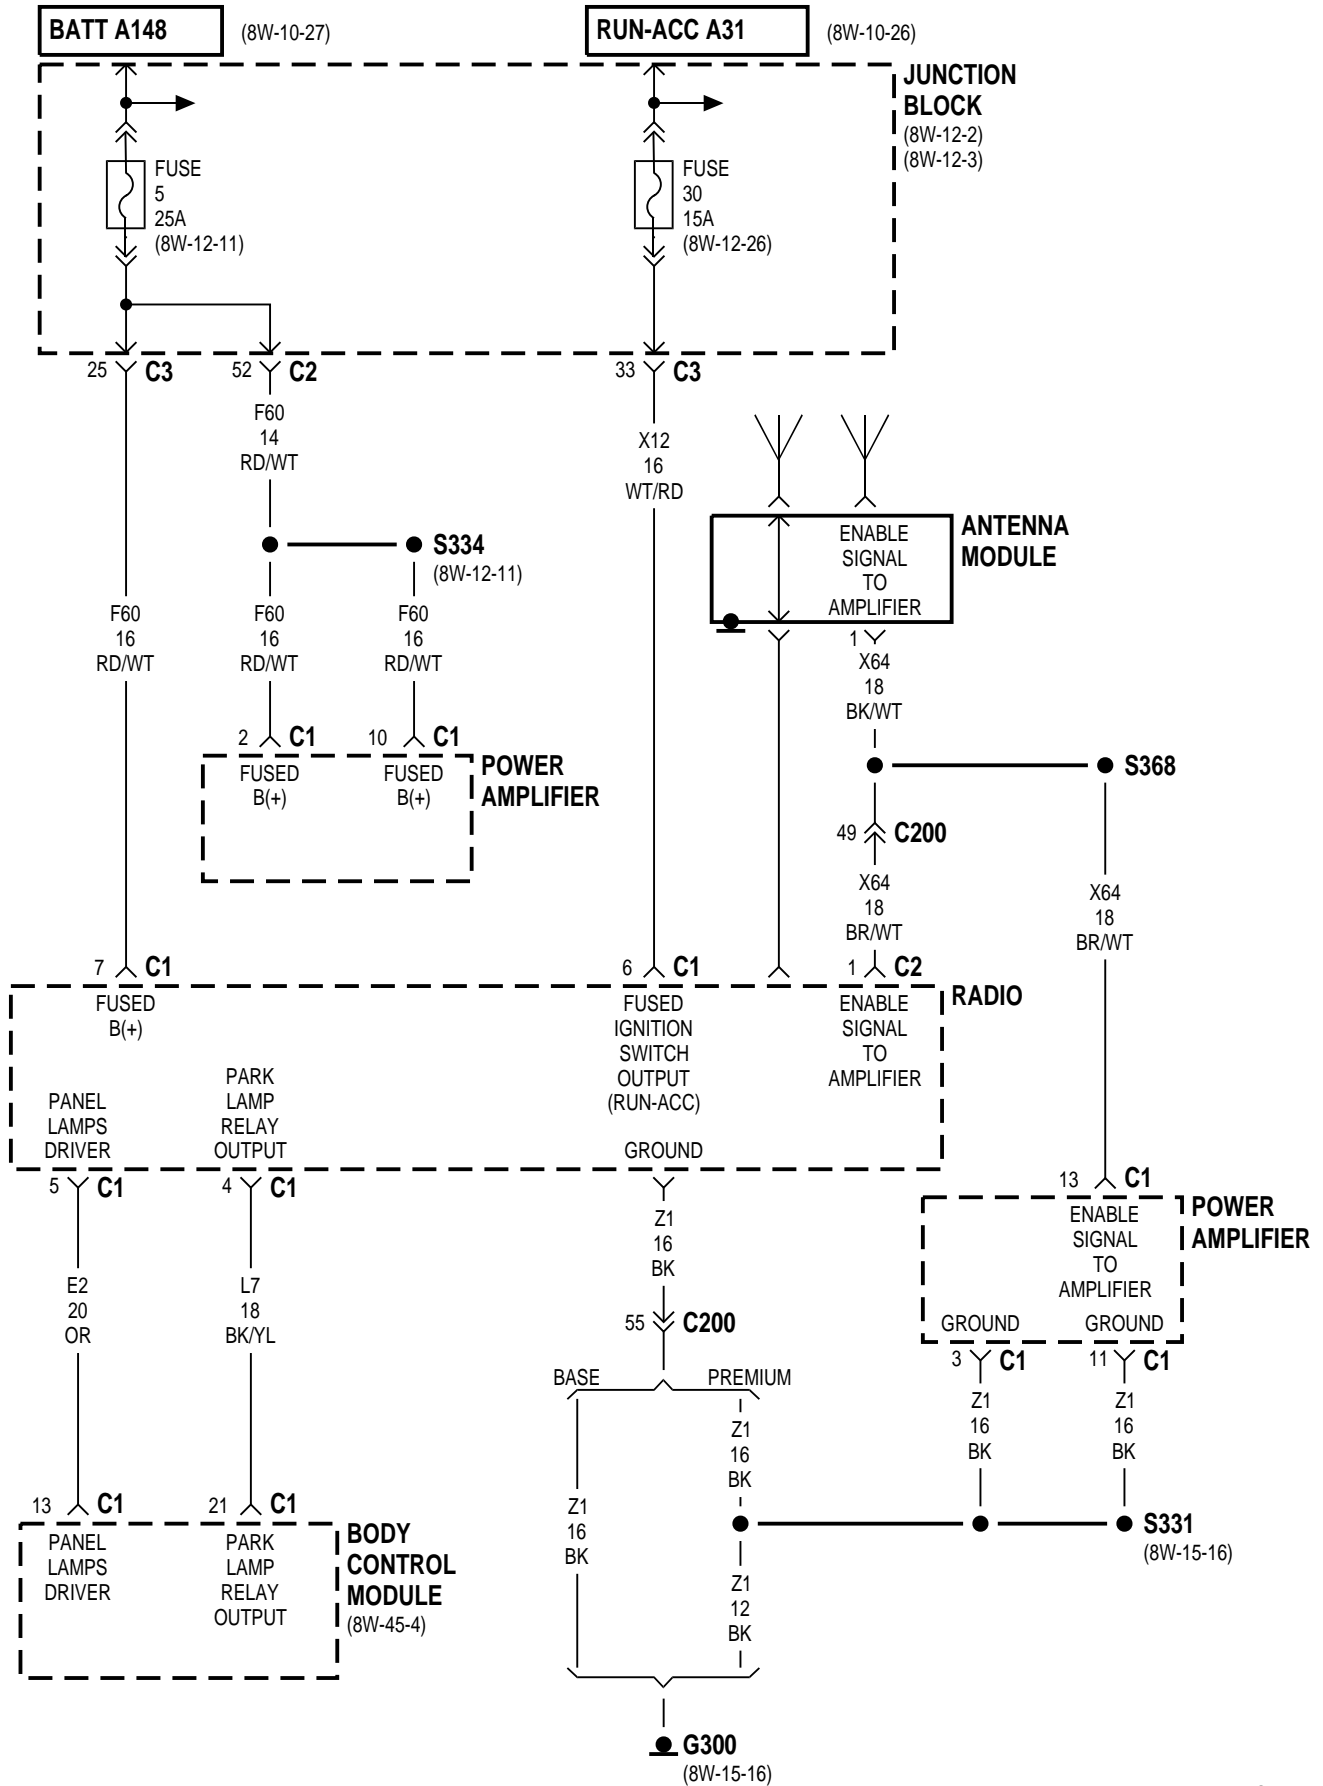 BATT A148
(8W-10-27)
RUN-ACC A31
(8W-10-26)
JUNCTION
BLOCK
(8W-12-2)
(8W-12-3)
FUSE
5
25A
(8W-12-11)
FUSE
30
15A
(8W-12-26)
25
C3
52
C2
33
C3
F60
14
RD/WT
X12
16
WT/RD
S334
(8W-12-11)
ANTENNA
MODULE
ENABLE
SIGNAL
TO
AMPLIFIER
1
F60
16
RD/WT
F60
16
RD/WT
F60
16
RD/WT
X64
18
BK/WT
2
C1
10
C1
FUSED
B(+)
FUSED
B(+)
POWER
AMPLIFIER
S368
49
C200
X64
18
BR/WT
X64
18
BR/WT
7
C1
6
C1
1
C2
RADIO
FUSED
B(+)
FUSED
IGNITION
SWITCH
OUTPUT
(RUN-ACC)
ENABLE
SIGNAL
TO
AMPLIFIER
PANEL
LAMPS
DRIVER
PARK
LAMP
RELAY
OUTPUT
GROUND
5
C1
4
C1
13
C1
POWER
AMPLIFIER
ENABLE
SIGNAL
TO
AMPLIFIER
GROUND
GROUND
Z1
16
BK
E2
20
OR
L7
18
BK/YL
55
C200
3
C1
11
C1
BASE
PREMIUM
Z1
16
BK
Z1
16
BK
Z1
16
BK
Z1
16
BK
13
C1
21
C1
S331
(8W-15-16)
PANEL
LAMPS
DRIVER
PARK
LAMP
RELAY
OUTPUT
BODY
CONTROL
MODULE
(8W-45-4)
Z1
12
BK
G300
(8W-15-16)